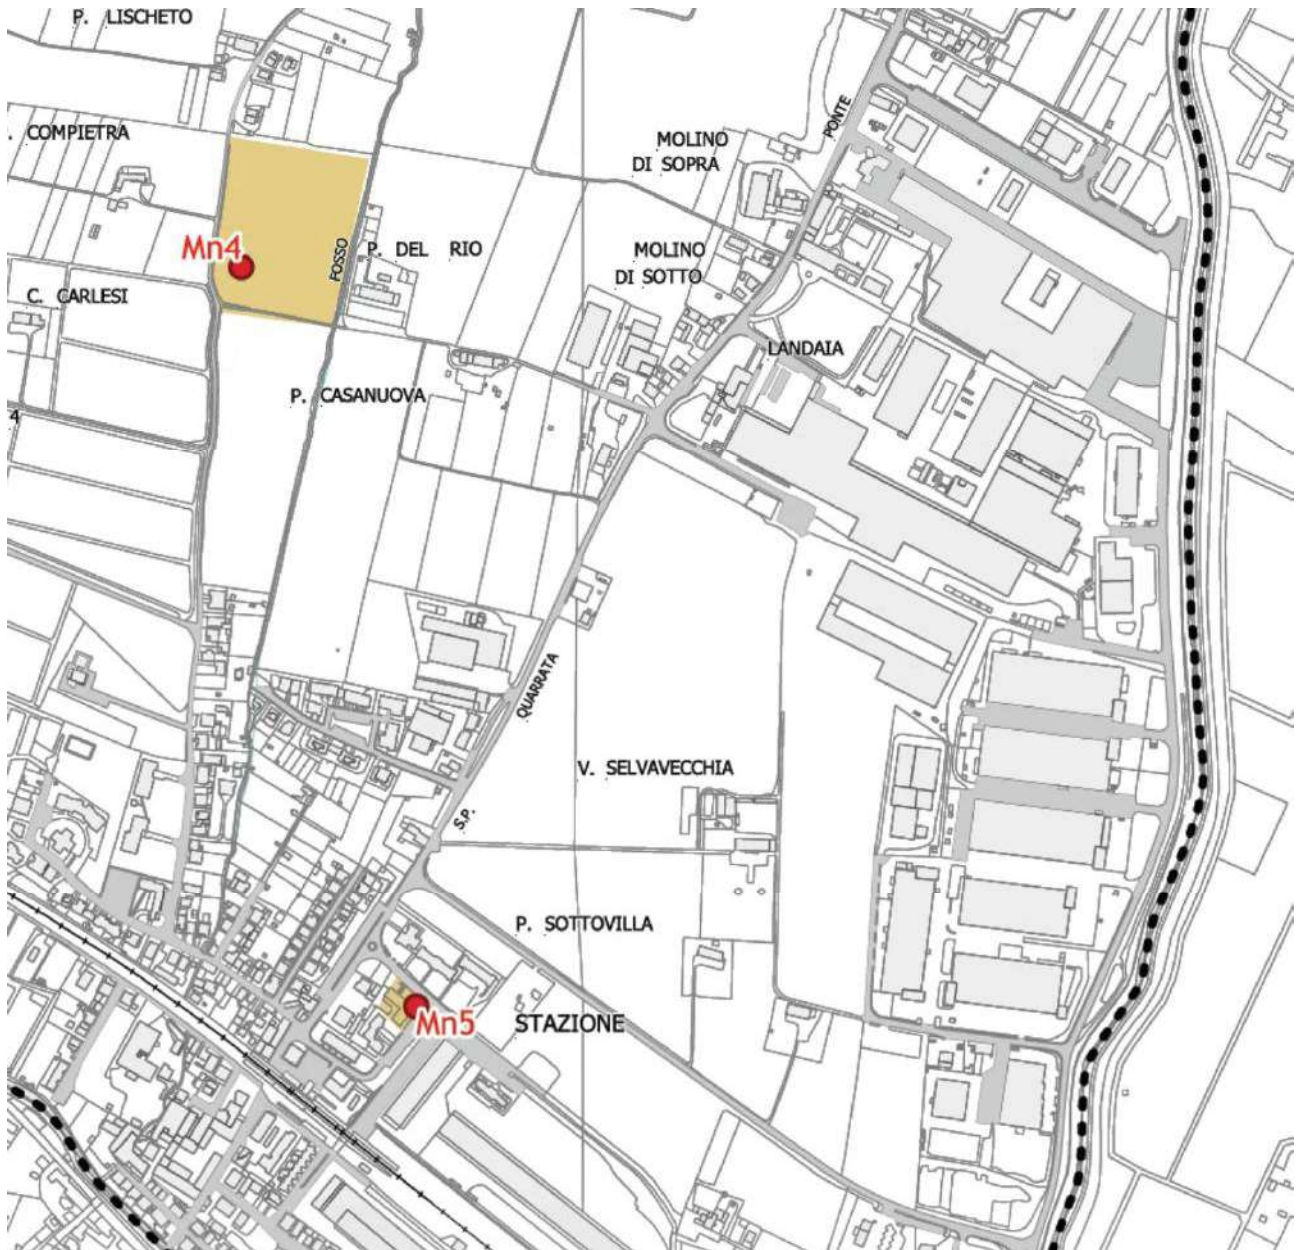 P. LISCHETO
. COMPIETRA
PONTE
MOLINO
DI SOPRA
Mn4
FOSSO
P. DEL RIO
MOLINO
DI SOTTO
C. CARLESI
LANDAIA
P. CASANUOVA
4
QUARRATA
V. SELVAVECCHIA
S.P.
P. SOTTOVILLA
Mn5
STAZIONE